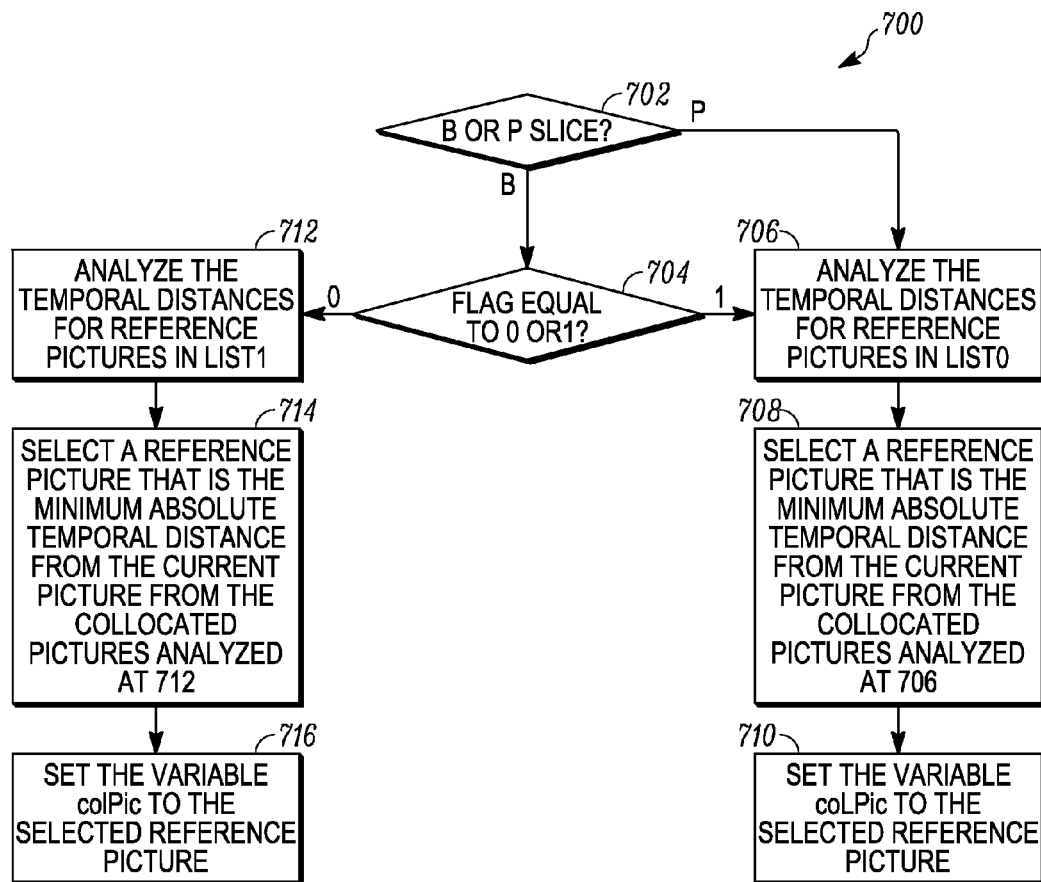 700
702
B OR P SLICE?
P
B
712
ANALYZE THE
TEMPORAL DISTANCES
FOR REFERENCE
PICTURES IN LIST1
0
704
FLAG EQUAL
TO 0 OR1?
1
706
ANALYZE THE
TEMPORAL DISTANCES
FOR REFERENCE
PICTURES IN LIST0
714
SELECT A REFERENCE
PICTURE THAT IS THE
MINIMUM ABSOLUTE
TEMPORAL DISTANCE
FROM THE CURRENT
PICTURE FROM THE
COLLOCATED
PICTURES ANALYZED
AT 712
708
SELECT A REFERENCE
PICTURE THAT IS THE
MINIMUM ABSOLUTE
TEMPORAL DISTANCE
FROM THE CURRENT
PICTURE FROM THE
COLLOCATED
PICTURES ANALYZED
AT 706
716
SET THE VARIABLE
colPic TO THE
SELECTED REFERENCE
PICTURE
710
SET THE VARIABLE
coLPic TO THE
SELECTED REFERENCE
PICTURE